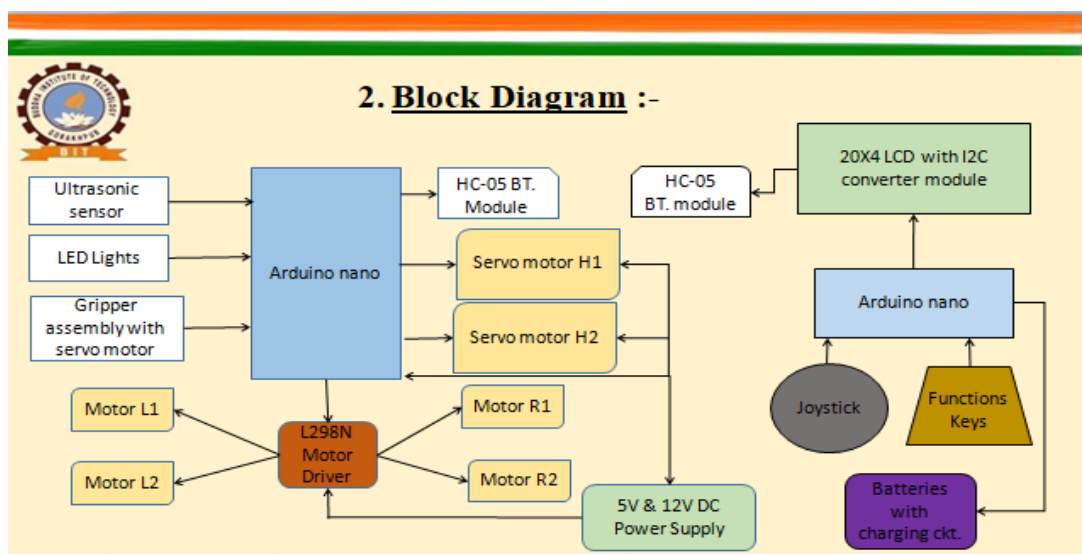 2. Block Diagram :-
BUDDHA INSTITUTE OF TECHNOLOGY
GORAKHPUR
BIT
Ultrasonic
sensor
LED Lights
Gripper
assembly with
servo motor
Arduino nano
HC-05 BT.
Module
Servo motor H1
Servo motor H2
Motor L1
Motor L2
L298N
Motor
Driver
Motor R1
Motor R2
5V & 12V DC
Power Supply
HC-05
BT. module
20X4 LCD with I2C
converter module
Arduino nano
Joystick
Functions
Keys
Batteries
with
charging ckt.